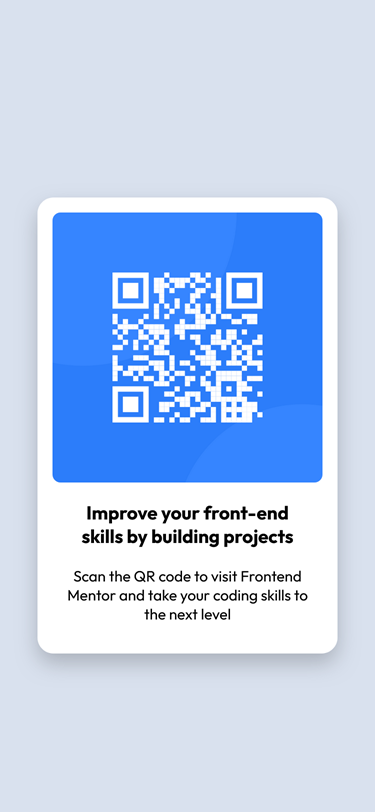 Improve your front-end
skills by building projects
Scan the QR code to visit Frontend
Mentor and take your coding skills to
the next level